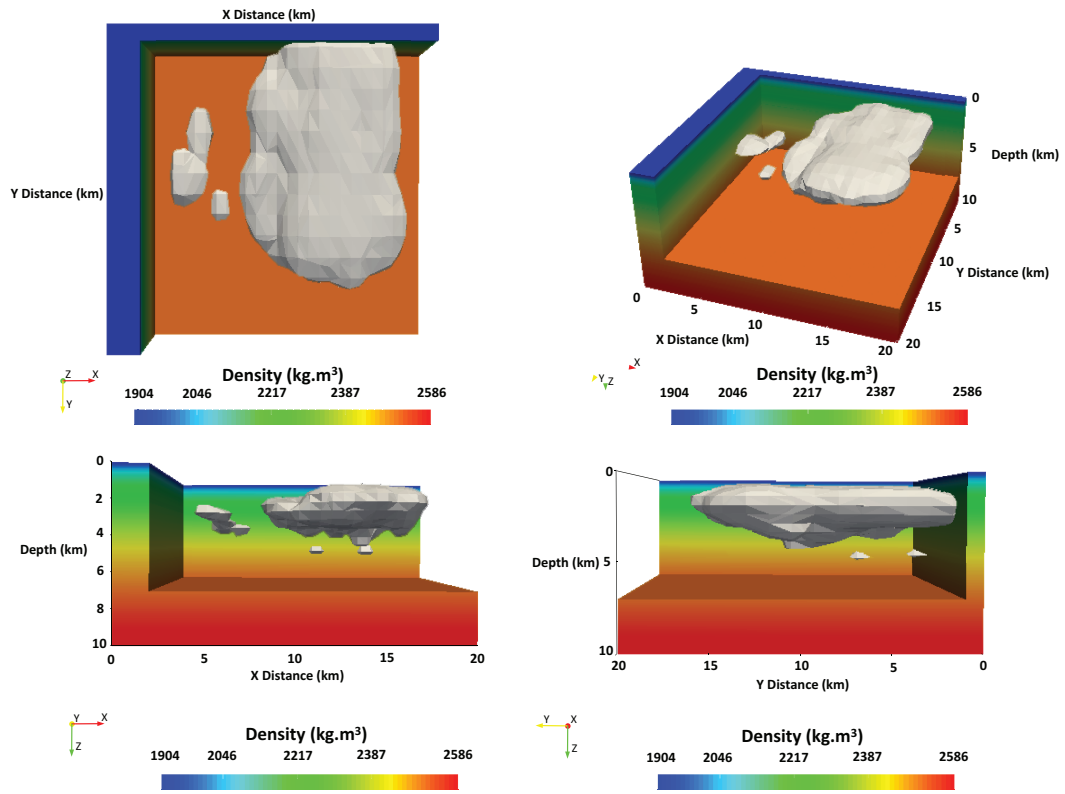 X Distance (km)
Y Distance (km)
Z X
Y
Density (kg.m³)
1904 2046 2217 2387 2586
0
5
Depth (km)
10
5
10
Y Distance (km)
15
20
0
5
10
15
20
X Distance (km)
X
Y Z
Density (kg.m³)
1904 2046 2217 2387 2586
0
2
4
Depth (km)
6
8
10
0 5 10 15 20
X Distance (km)
Y X
Z
Density (kg.m³)
1904 2046 2217 2387 2586
0
Depth (km)
5
10
20 15 10 5 0
Y Distance (km)
Y X
Z
Density (kg.m³)
1904 2046 2217 2387 2586